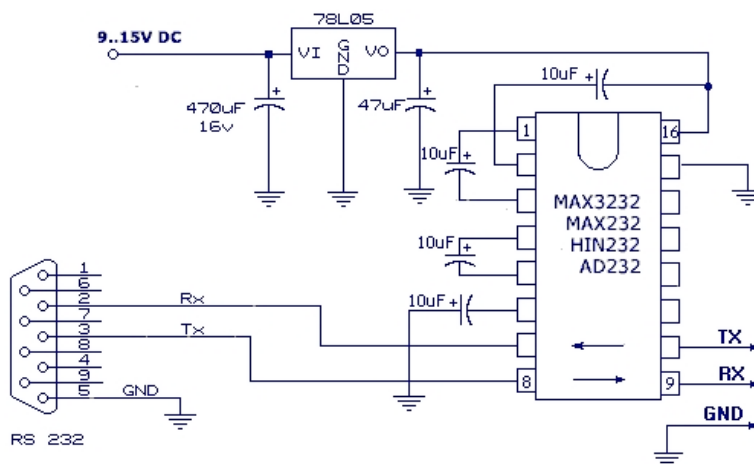 78L05
9..15V DC
VI
GND
VO
470uF
16v
+
47uF
+
10uF +
1
16
10uF
+
MAX3232
MAX232
HIN232
AD232
10uF
+
10uF +
1
6
2
7
3
8
4
9
5
Rx
Tx
GND
8
9
TX
RX
GND
RS 232